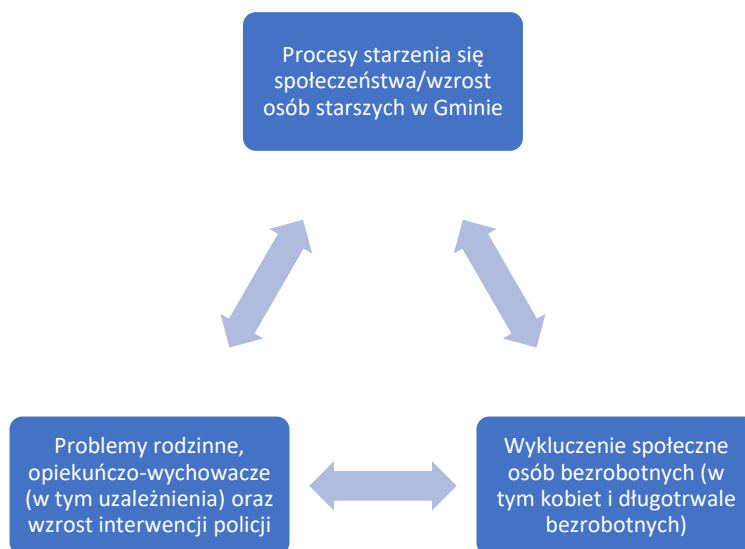 Procesy starzenia się
społeczeństwa/wzrost
osób starszych w Gminie
Problemy rodzinne,
opiekuńczo-wychowacze
(w tym uzależnienia) oraz
wzrost interwencji policji
Wykluczenie społeczne
osób bezrobotnych (w
tym kobiet i długotrwale
bezrobotnych)